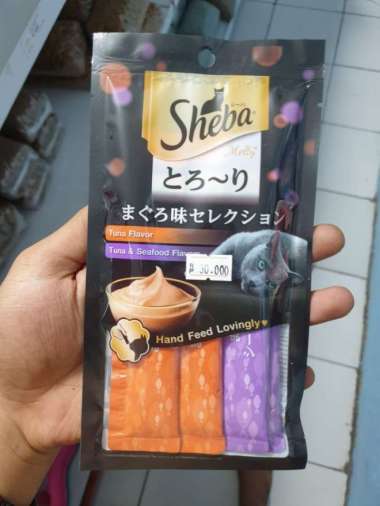 Sheba
Melty
とろ〜り
まぐろ味セレクション
Tuna Flavor
Tuna & Seafood Flavor
30.000
Hand Feed Lovingly